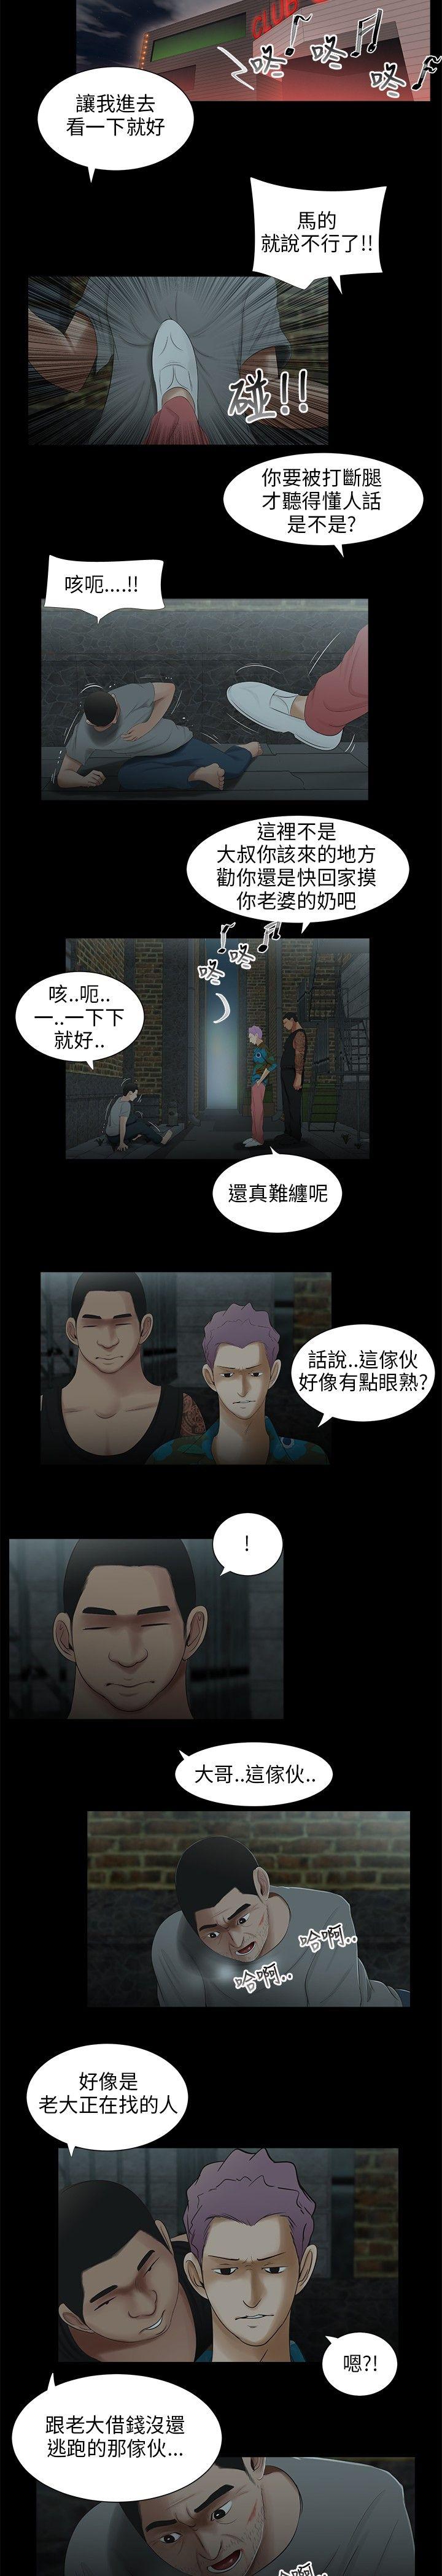 CLUB
咚
咚
咚
讓我進去
看一下就好
馬的
就說不行了!!
碰!!
你要被打斷腿
才聽得懂人話
是不是?
咳呃....!!
這裡不是
大叔你該來的地方
勸你還是快回家摸
你老婆的奶吧
咚
咚
咳..呃..
一..一下下
就好..
還真難纏呢
話說..這傢伙
好像有點眼熟?
!
大哥..這傢伙..
哈啊..
哈啊..
好像是
老大正在找的人
嗯?!
跟老大借錢沒還
逃跑的那傢伙...